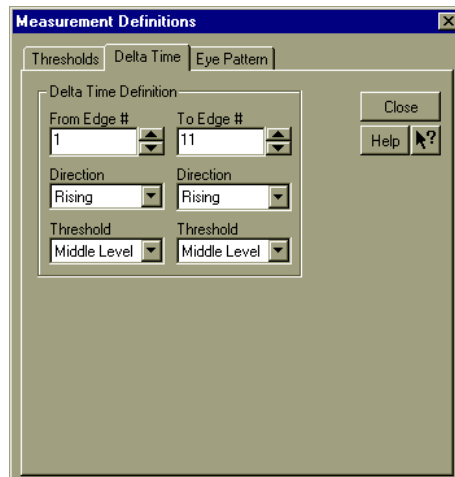 Measurement Definitions
Thresholds Delta Time Eye Pattern
Delta Time Definition
From Edge # To Edge #
1 11
Direction Direction
Rising Rising
Threshold Threshold
Middle Level Middle Level
Close
Help ?